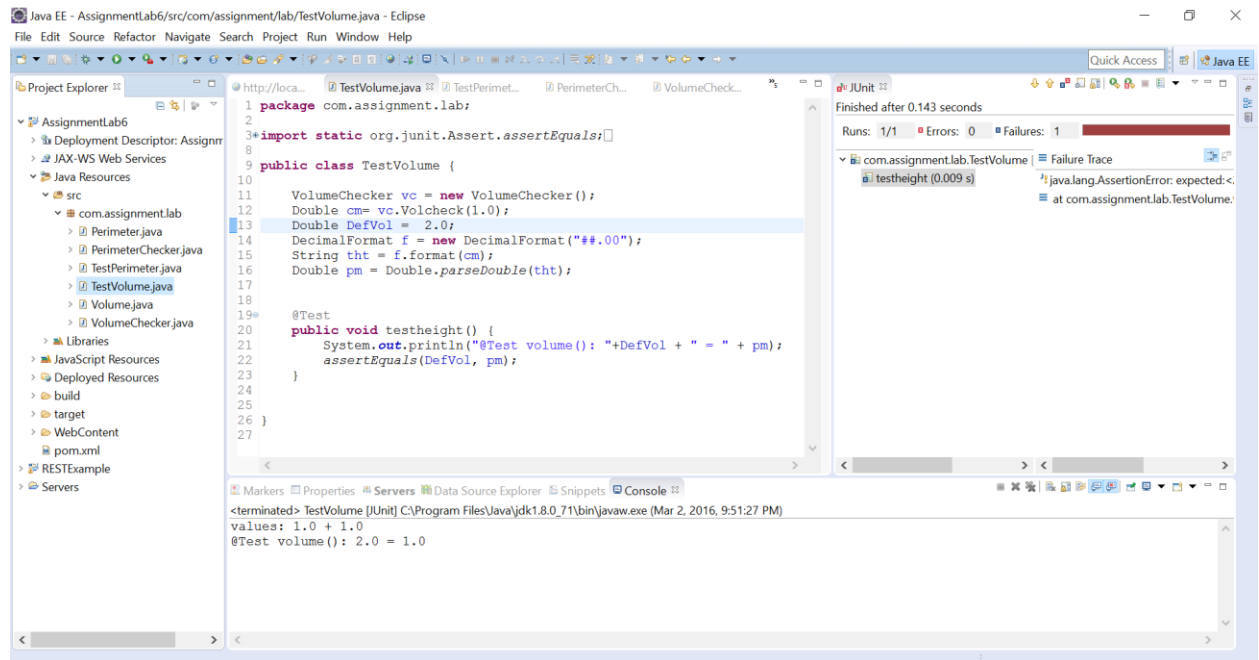 Java EE - AssignmentLab6/src/com/assignment/lab/TestVolume.java - Eclipse
File Edit Source Refactor Navigate Search Project Run Window Help
Quick Access
Java EE
Project Explorer
AssignmentLab6
Deployment Descriptor: Assignm
JAX-WS Web Services
Java Resources
src
com.assignment.lab
Perimeter.java
PerimeterChecker.java
TestPerimeter.java
TestVolume.java
Volume.java
VolumeChecker.java
Libraries
JavaScript Resources
Deployed Resources
build
target
WebContent
pom.xml
RESTExample
Servers
http://loca... TestVolume.java TestPerimet... PerimeterCh... VolumeCheck... »5
1 package com.assignment.lab;
2
3 import static org.junit.Assert.assertEquals;
8
9 public class TestVolume {
10
11 VolumeChecker vc = new VolumeChecker();
12 Double cm= vc.Volcheck(1.0);
13 Double DefVol =  2.0;
14 DecimalFormat f = new DecimalFormat("##.00");
15 String tht = f.format(cm);
16 Double pm = Double.parseDouble(tht);
17
18
19 @Test
20 public void testheight() {
21 System.out.println("@Test volume(): "+DefVol + " = " + pm);
22 assertEquals(DefVol, pm);
23 }
24
25
26 }
27
JUnit
Finished after 0.143 seconds
Runs: 1/1 Errors: 0 Failures: 1
com.assignment.lab.TestVolume
testheight (0.009 s)
Failure Trace
java.lang.AssertionError: expected:<.
at com.assignment.lab.TestVolume.
Markers Properties Servers Data Source Explorer Snippets Console
<terminated> TestVolume [JUnit] C:\Program Files\Java\jdk1.8.0_71\bin\javaw.exe (Mar 2, 2016, 9:51:27 PM)
values: 1.0 + 1.0
@Test volume(): 2.0 = 1.0